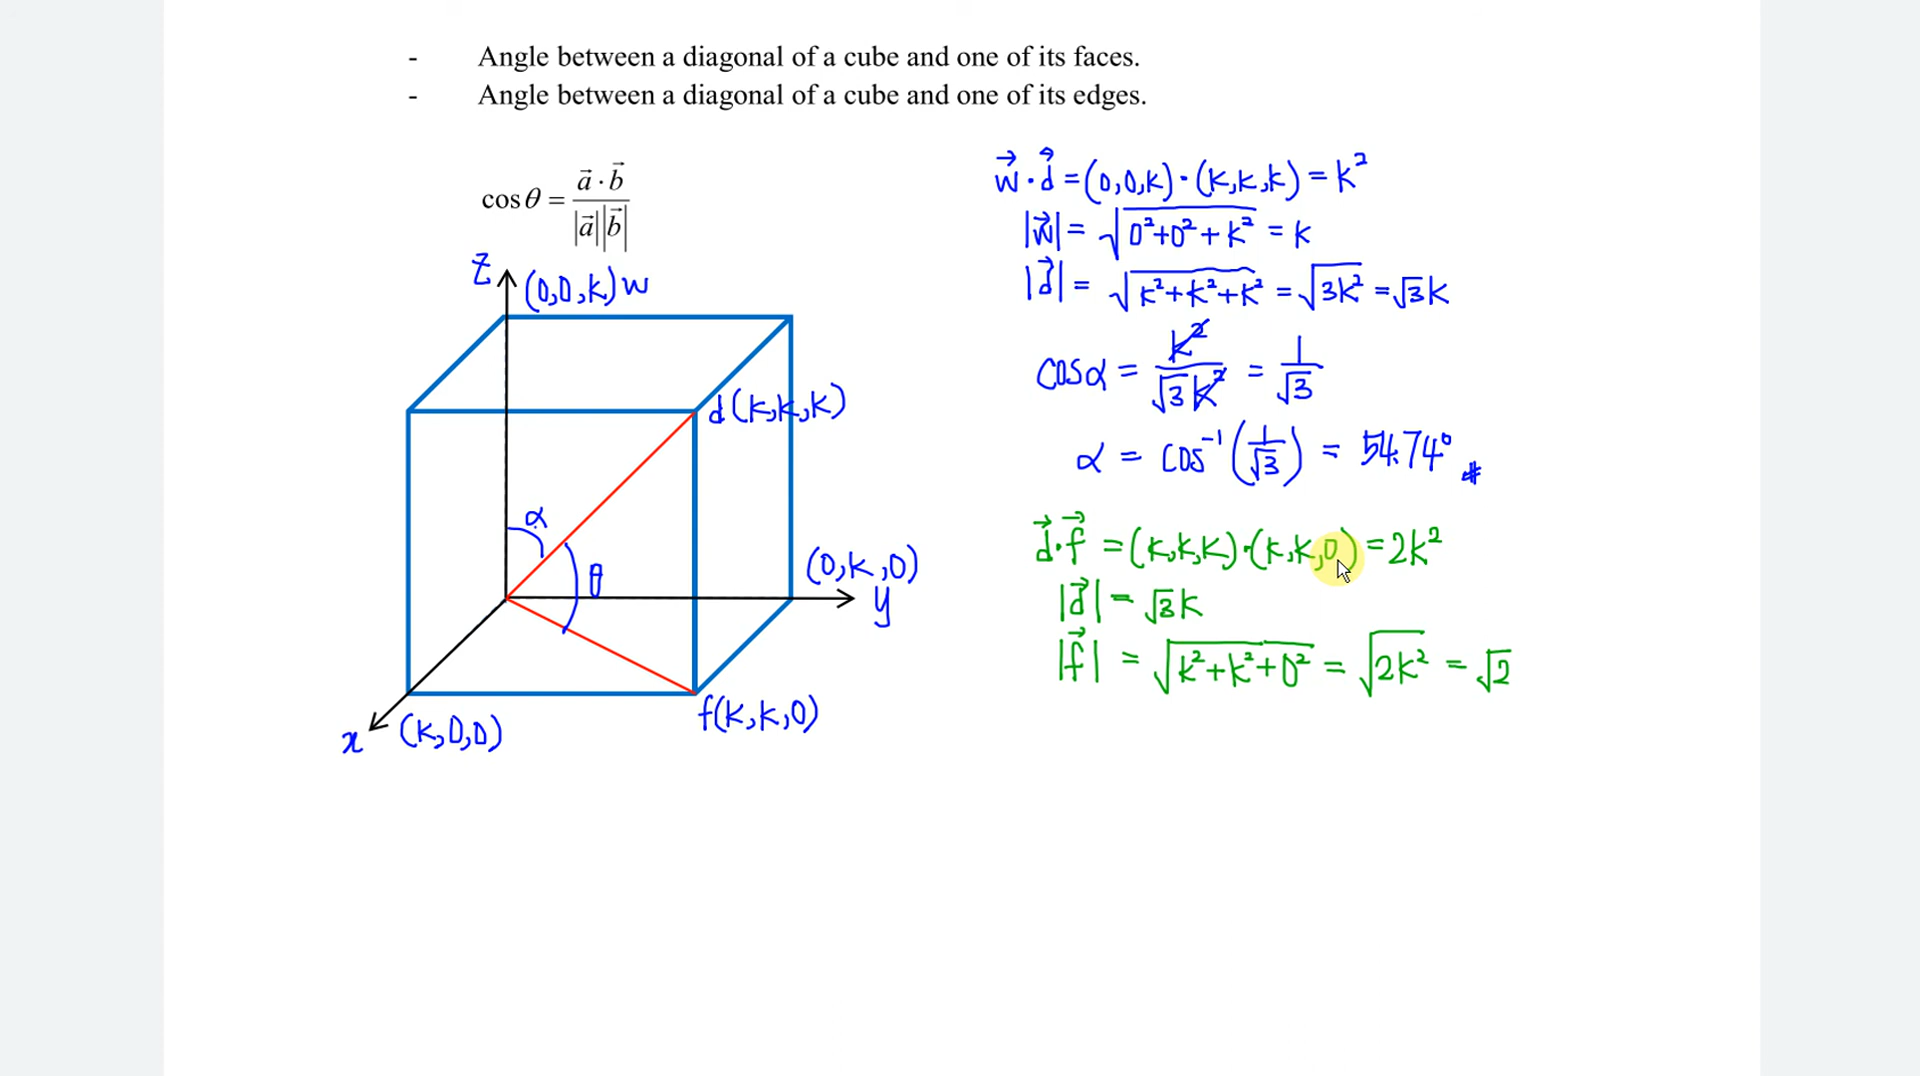 - Angle between a diagonal of a cube and one of its faces.
- Angle between a diagonal of a cube and one of its edges.
cos θ = a⃗ · b⃗ / |a⃗||b⃗|
z (0,0,k) w
d(k,k,k)
α
θ
(0,k,0)
y
f(k,k,0)
x (k,0,0)
w⃗ · d⃗ = (0,0,k) · (k,k,k) = k²
|w⃗| = √(0²+0²+k²) = k
|d⃗| = √(k²+k²+k²) = √(3k²) = √3k
cos α = k² / √3k² = 1/√3
α = cos⁻¹(1/√3) = 54.74° #
d⃗ · f⃗ = (k,k,k) · (k,k,0) = 2k²
|d⃗| = √3k
|f⃗| = √(k²+k²+0²) = √(2k²) = √2